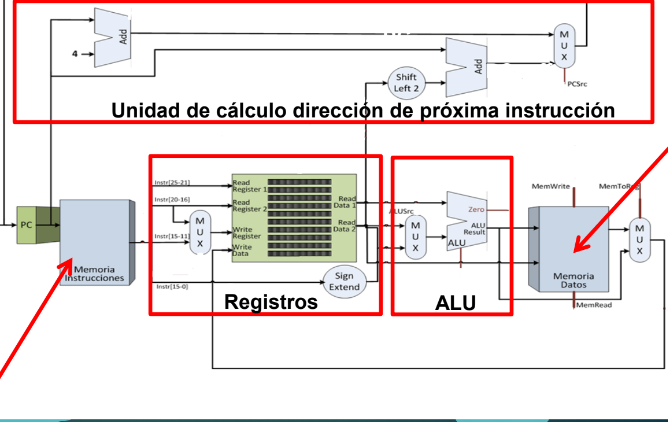 Add
4
M
U
X
Add
Shift
Left 2
PCSrc
Unidad de cálculo dirección de próxima instrucción
PC
Memoria
Instrucciones
Instr[25-21]
Instr[20-16]
Instr[15-11]
Instr[15-0]
M
U
X
Read
Register 1
Read
Register 2
Write
Register
Write
Data
Read
Data 1
Read
Data 2
Sign
Extend
Registros
ALUSrc
M
U
X
Zero
ALU
Result
ALU
ALU
MemWrite
MemToReg
Memoria
Datos
MemRead
M
U
X